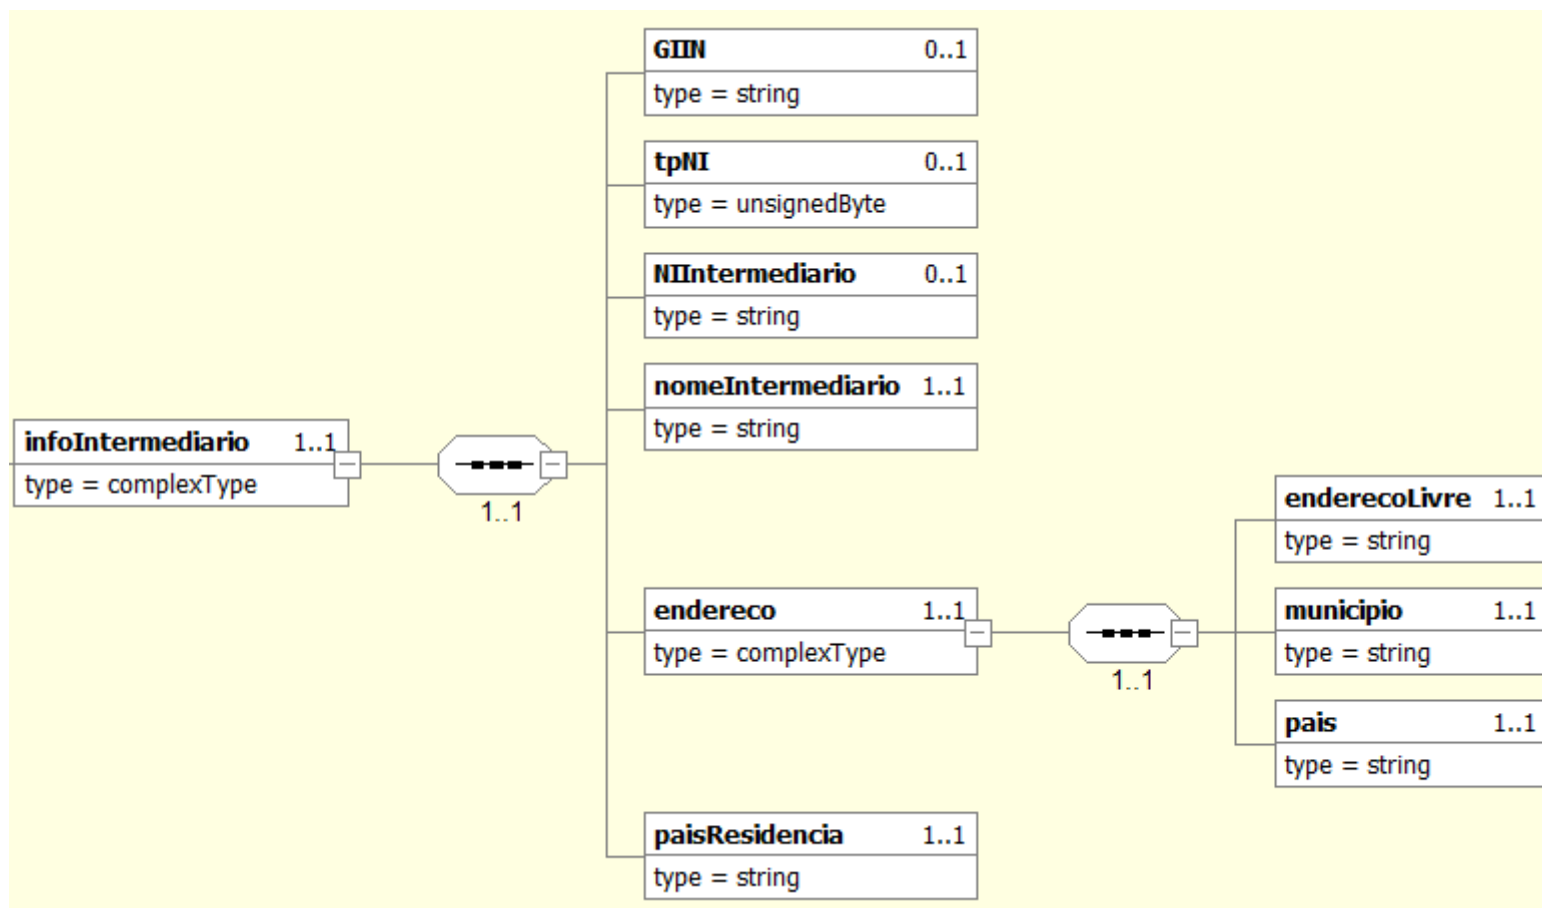 GIIN 0..1
type = string
tpNI 0..1
type = unsignedByte
NIIntermediario 0..1
type = string
nomeIntermediario 1..1
type = string
infoIntermediario 1..1
type = complexType
1..1
endereco 1..1
type = complexType
1..1
enderecoLivre 1..1
type = string
municipio 1..1
type = string
pais 1..1
type = string
paisResidencia 1..1
type = string